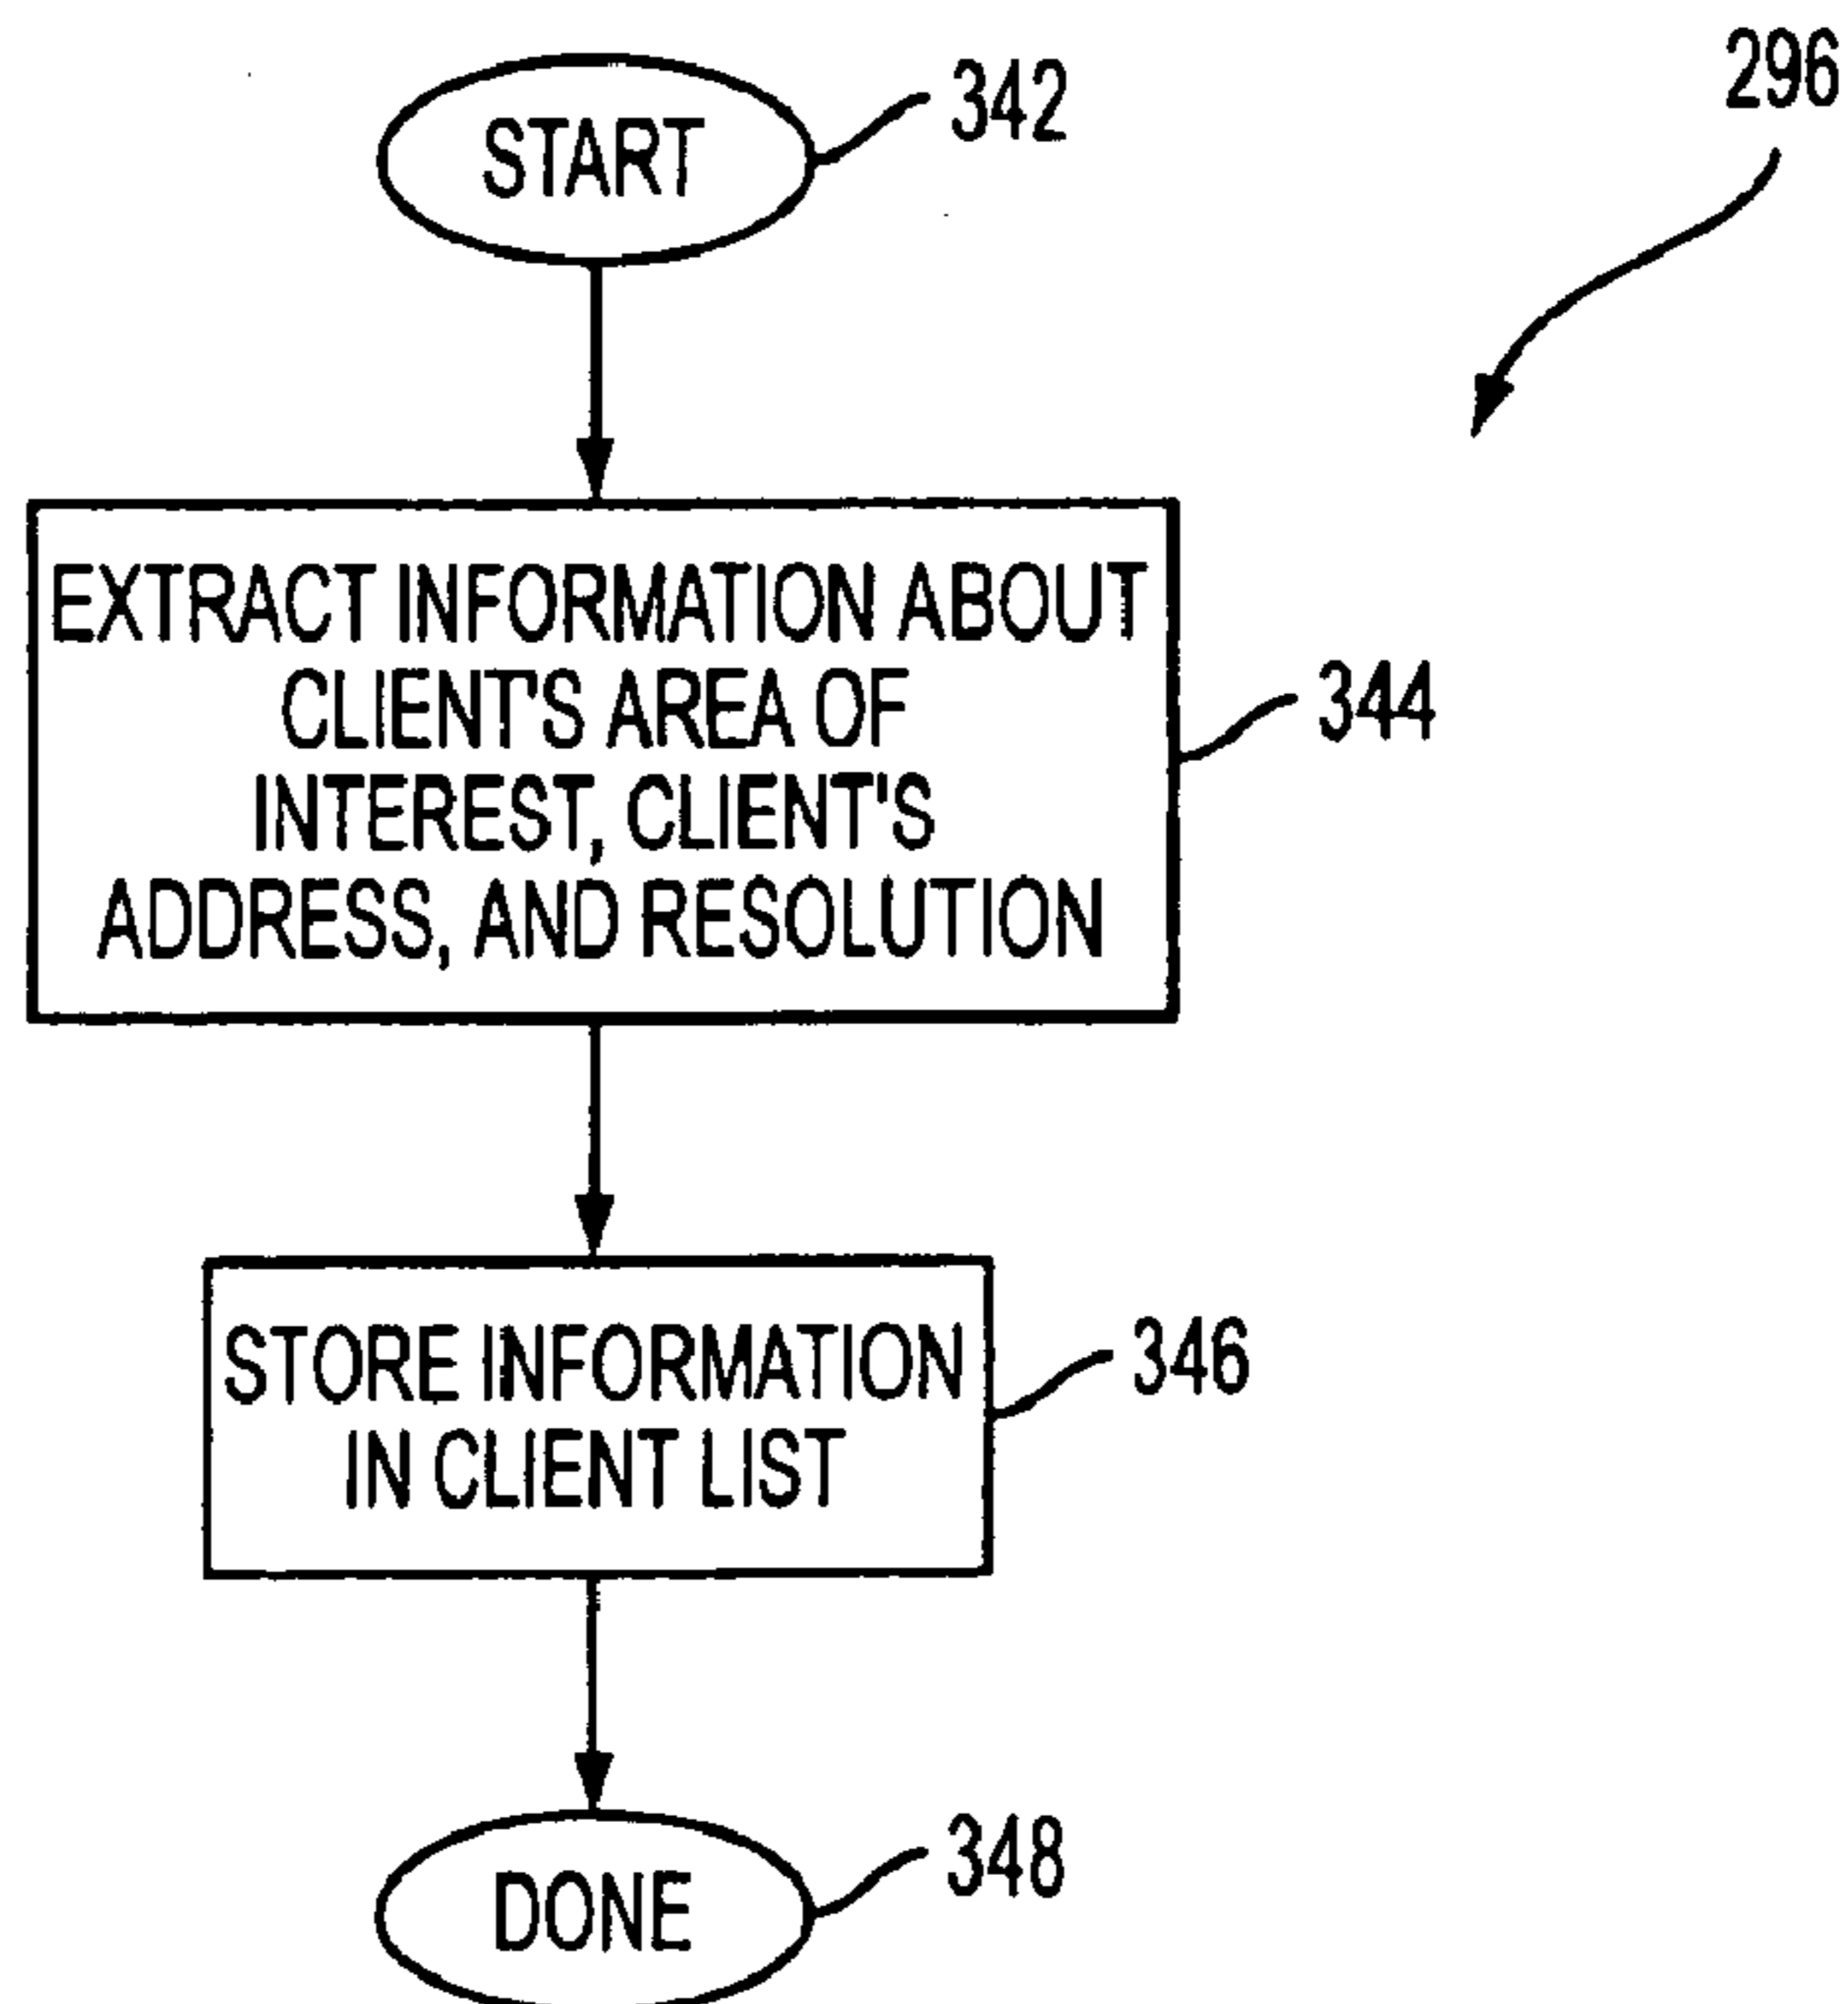 296
START
342
EXTRACT INFORMATION ABOUT
CLIENT'S AREA OF
INTEREST, CLIENT'S
ADDRESS, AND RESOLUTION
344
STORE INFORMATION
IN CLIENT LIST
346
DONE
348